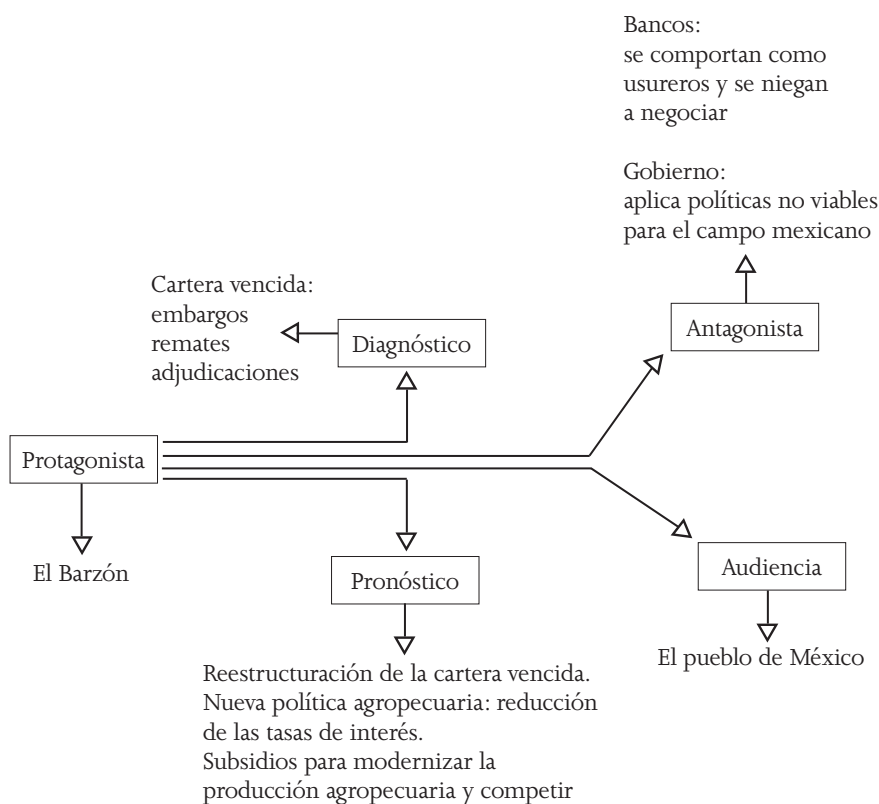 Bancos:
se comportan como
usureros y se niegan
a negociar
Gobierno:
aplica políticas no viables
para el campo mexicano
Cartera vencida:
embargos
remates
adjudicaciones
Diagnóstico
Antagonista
Protagonista
El Barzón
Pronóstico
Audiencia
El pueblo de México
Reestructuración de la cartera vencida.
Nueva política agropecuaria: reducción
de las tasas de interés.
Subsidios para modernizar la
producción agropecuaria y competir